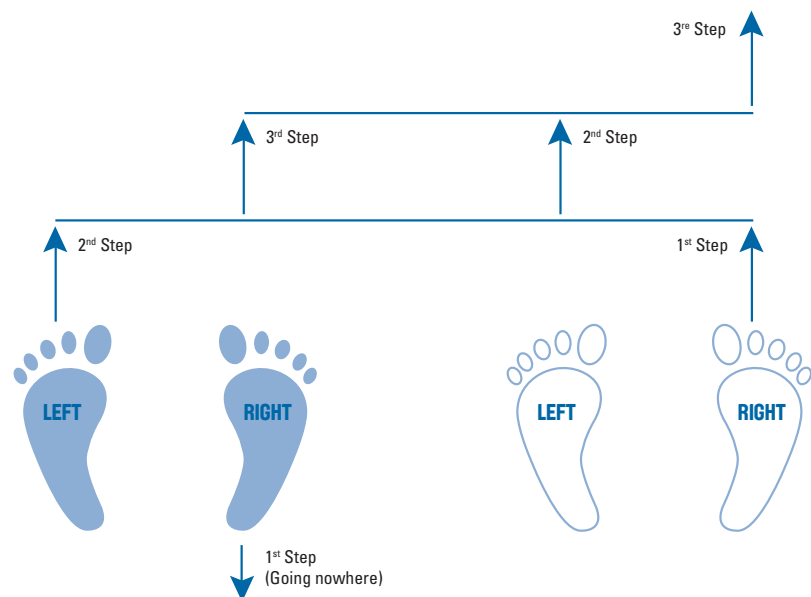 3re Step
3rd Step
2nd Step
2nd Step
1st Step
LEFT
RIGHT
LEFT
RIGHT
1st Step
(Going nowhere)